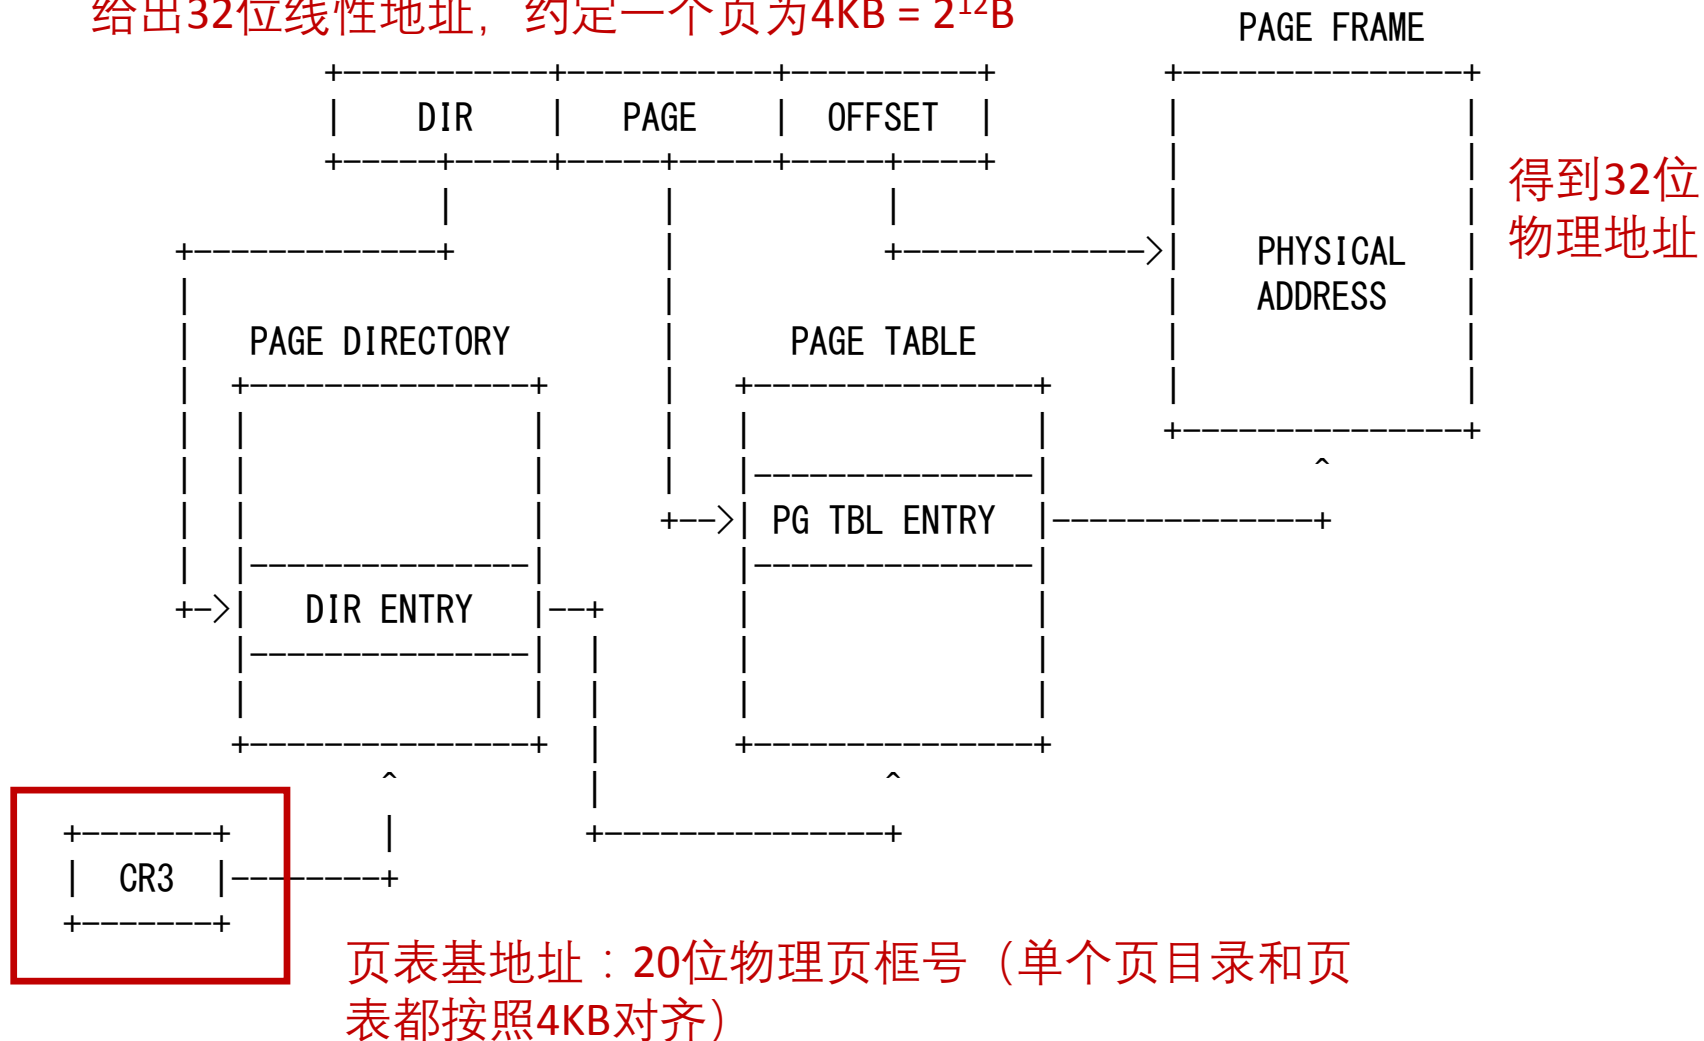 给出32位线性地址，约定一个页为4KB = 2¹²B
PAGE FRAME
DIR PAGE OFFSET
得到32位
物理地址
PHYSICAL
ADDRESS
PAGE DIRECTORY PAGE TABLE
PG TBL ENTRY
DIR ENTRY
CR3
页表基地址：20位物理页框号（单个页目录和页
表都按照4KB对齐）